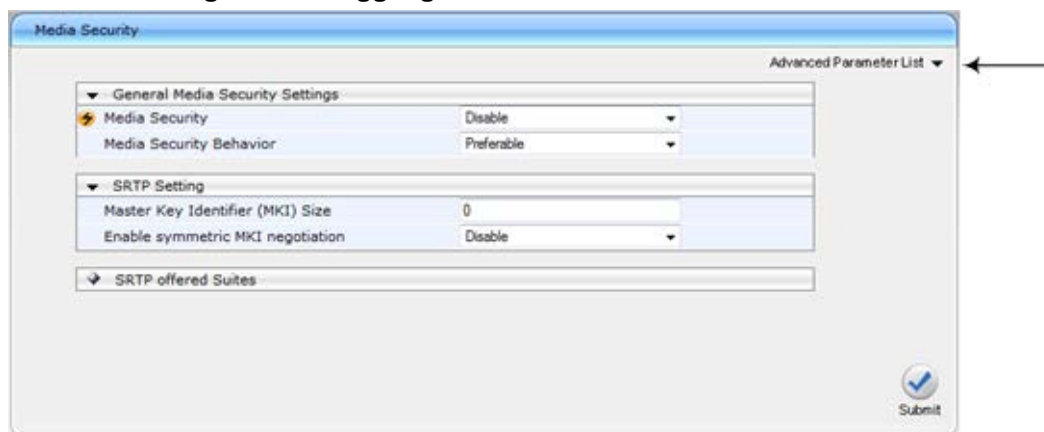 Media Security
Advanced Parameter List
General Media Security Settings
Media Security Disable
Media Security Behavior Preferable
SRTP Setting
Master Key Identifier (MKI) Size 0
Enable symmetric MKI negotiation Disable
SRTP offered Suites
Submit